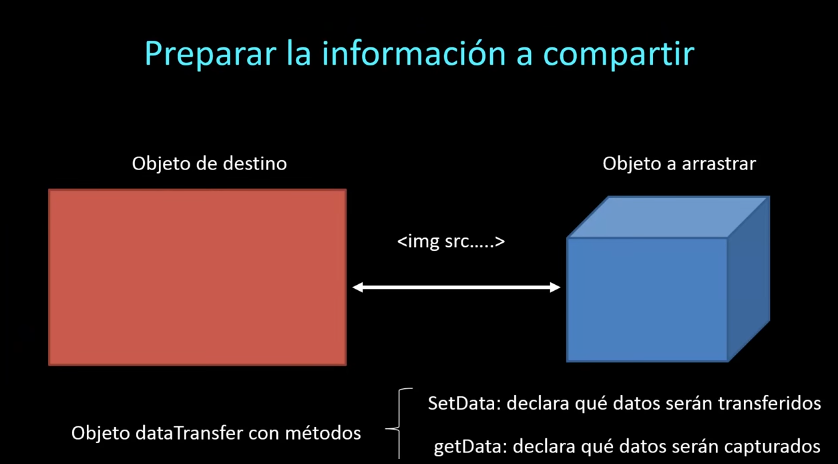 Preparar la información a compartir
Objeto de destino
Objeto a arrastrar
<img src.....>
Objeto dataTransfer con métodos
SetData: declara qué datos serán transferidos
getData: declara qué datos serán capturados